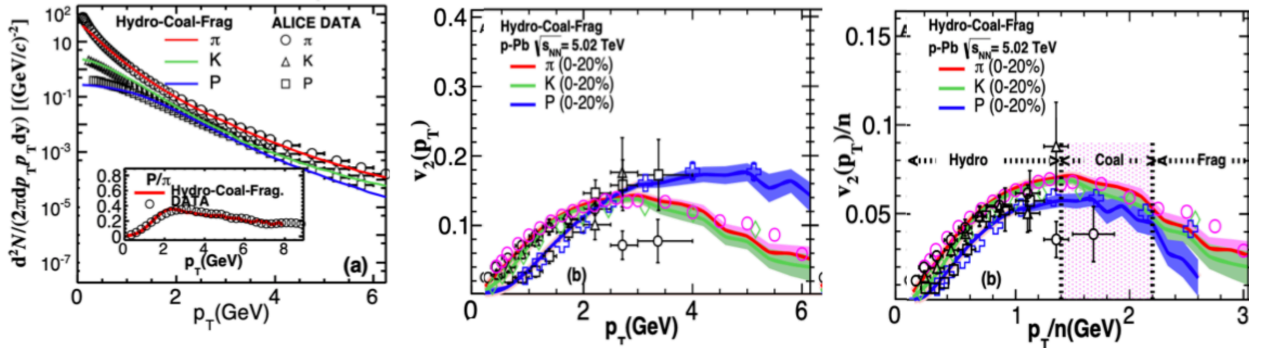 Hydro-Coal-Frag ALICE DATA
π π
K K
P P
10²
10
10⁻¹
10⁻³
10⁻⁵
10⁻⁷
d²N/(2πdp_T p_T dy) [(GeV/c)⁻²]
P/π
Hydro-Coal-Frag.
DATA
0.8
0.6
0.4
0.2
0
0 2 4 6 8
p_T(GeV)
(a)
0 2 4 6
p_T(GeV)
Hydro-Coal-Frag
p-Pb √s_NN = 5.02 TeV
π (0-20%)
K (0-20%)
P (0-20%)
0.4
0.3
0.2
0.1
v₂(p_T)
(b)
0 2 4 6
p_T(GeV)
Hydro-Coal-Frag
p-Pb √s_NN = 5.02 TeV
π (0-20%)
K (0-20%)
P (0-20%)
0.15
0.1
0.05
0
v₂(p_T)/n
Hydro Coal Frag
(b)
0 1 2 3
p_T/n(GeV)